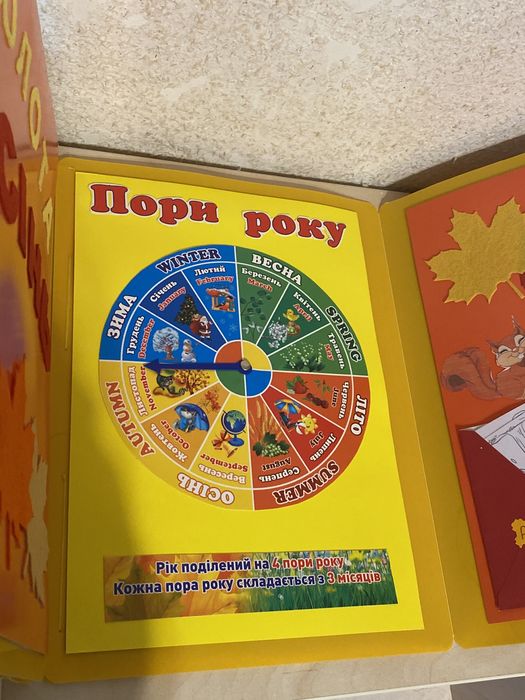 Пори року
ЗИМА
WINTER
Грудень
December
Січень
January
Лютий
February
ВЕСНА
SPRING
Березень
March
Квітень
April
Травень
May
ЛІТО
SUMMER
Червень
June
Липень
July
Серпень
August
ОСІНЬ
AUTUMN
Вересень
September
Жовтень
October
Листопад
November
Рік поділений на 4 пори року
Кожна пора року складається з 3 місяців